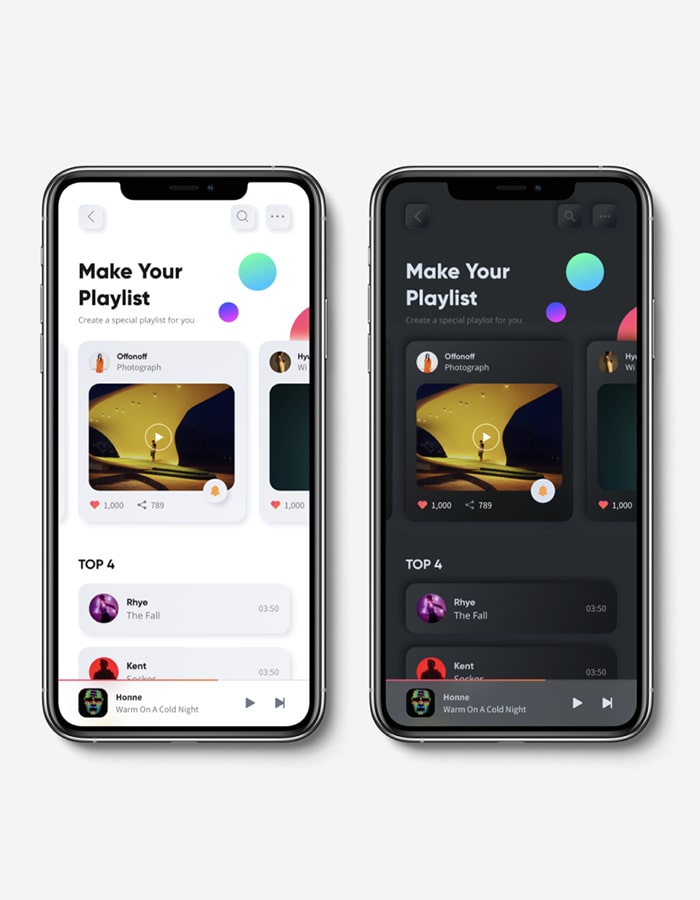 Make Your
Playlist
Create a special playlist for you
Offonoff
Photograph
1,000
789
Hyu
Wi
1,000
TOP 4
Rhye
The Fall
03:50
Kent
03:50
Honne
Warm On A Cold Night
Make Your
Playlist
Create a special playlist for you
Offonoff
Photograph
1,000
789
Hy
Wi
1,000
TOP 4
Rhye
The Fall
03:50
Kent
03:50
Honne
Warm On A Cold Night